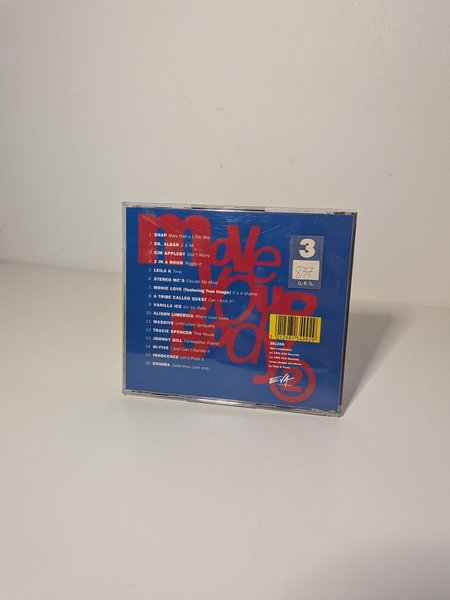 move
your
body
2
1. SNAP Mary Had a Little Boy
2. DR. ALBAN U & Mi
3. KIM APPLEBY Don't Worry
4. 2 IN A ROOM Wiggle It
5. LEILA K Time
6. STEREO MC'S Elevate My Mind
7. MONIE LOVE (featuring True Image) It's a Shame
8. A TRIBE CALLED QUEST Can I Kick It?
9. VANILLA ICE Ice Ice Baby
10. ALISON LIMERICK Where Love Lives
11. MASSIVE Unfinished Sympathy
12. TRACIE SPENCER This House
13. JOHNNY GILL Fairweather Friend
14. HI-FIVE I Just Can't Handle It
15. INNOCENCE Let's Push It
16. ENIGMA Sadeness (part one)
3
837
G.P.S.
261345
EVA